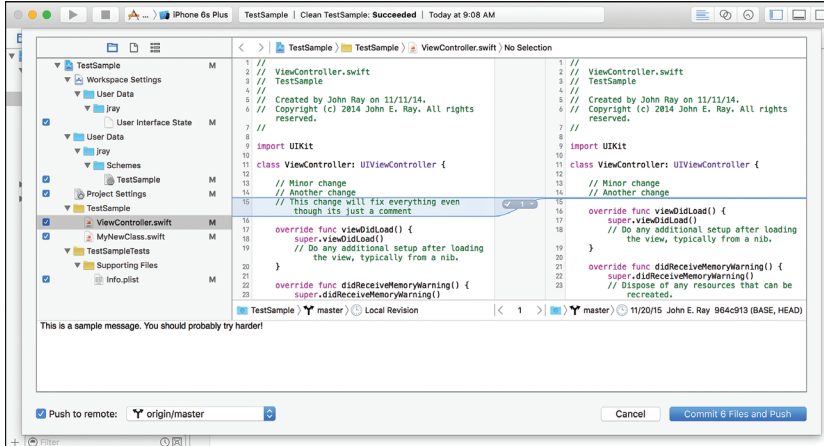 ... ) iPhone 6s Plus
TestSample | Clean TestSample: Succeeded | Today at 9:08 AM
TestSample M
Workspace Settings
User Data
jray
User Interface State M
User Data
jray
Schemes
TestSample M
Project Settings M
TestSample
ViewController.swift M
MyNewClass.swift M
TestSampleTests
Supporting Files
Info.plist M
TestSample TestSample ViewController.swift No Selection
1 //
2 // ViewController.swift
3 // TestSample
4 //
5 // Created by John Ray on 11/11/14.
6 // Copyright (c) 2014 John E. Ray. All rights
reserved.
7 //
8
9 import UIKit
10
11 class ViewController: UIViewController {
12
13 // Minor change
14 // Another change
15 // This change will fix everything even
though its just a comment
16
17 override func viewDidLoad() {
18 super.viewDidLoad()
19 // Do any additional setup after loading
the view, typically from a nib.
20 }
21
22 override func didReceiveMemoryWarning() {
23 super.didReceiveMemoryWarning()
1
1 //
2 // ViewController.swift
3 // TestSample
4 //
5 // Created by John Ray on 11/11/14.
6 // Copyright (c) 2014 John E. Ray. All rights
reserved.
7 //
8
9 import UIKit
10
11 class ViewController: UIViewController {
12
13 // Minor change
14 // Another change
15
16 override func viewDidLoad() {
17 super.viewDidLoad()
18 // Do any additional setup after loading
the view, typically from a nib.
19 }
20
21 override func didReceiveMemoryWarning() {
22 super.didReceiveMemoryWarning()
23 // Dispose of any resources that can be
recreated.
TestSample master Local Revision
1
master 11/20/15 John E. Ray 964c913 (BASE, HEAD)
This is a sample message. You should probably try harder!
Push to remote: origin/master
Cancel
Commit 6 Files and Push
Filter